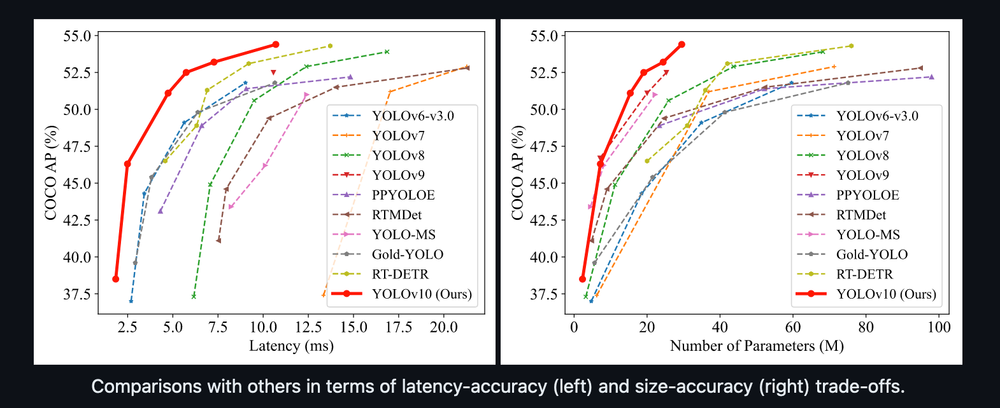 55.0
52.5
50.0
47.5
45.0
42.5
40.0
37.5
COCO AP (%)
2.5 5.0 7.5 10.0 12.5 15.0 17.5 20.0
Latency (ms)
YOLOv6-v3.0
YOLOv7
YOLOv8
YOLOv9
PPYOLOE
RTMDet
YOLO-MS
Gold-YOLO
RT-DETR
YOLOv10 (Ours)
55.0
52.5
50.0
47.5
45.0
42.5
40.0
37.5
COCO AP (%)
0 20 40 60 80 100
Number of Parameters (M)
YOLOv6-v3.0
YOLOv7
YOLOv8
YOLOv9
PPYOLOE
RTMDet
YOLO-MS
Gold-YOLO
RT-DETR
YOLOv10 (Ours)
Comparisons with others in terms of latency-accuracy (left) and size-accuracy (right) trade-offs.